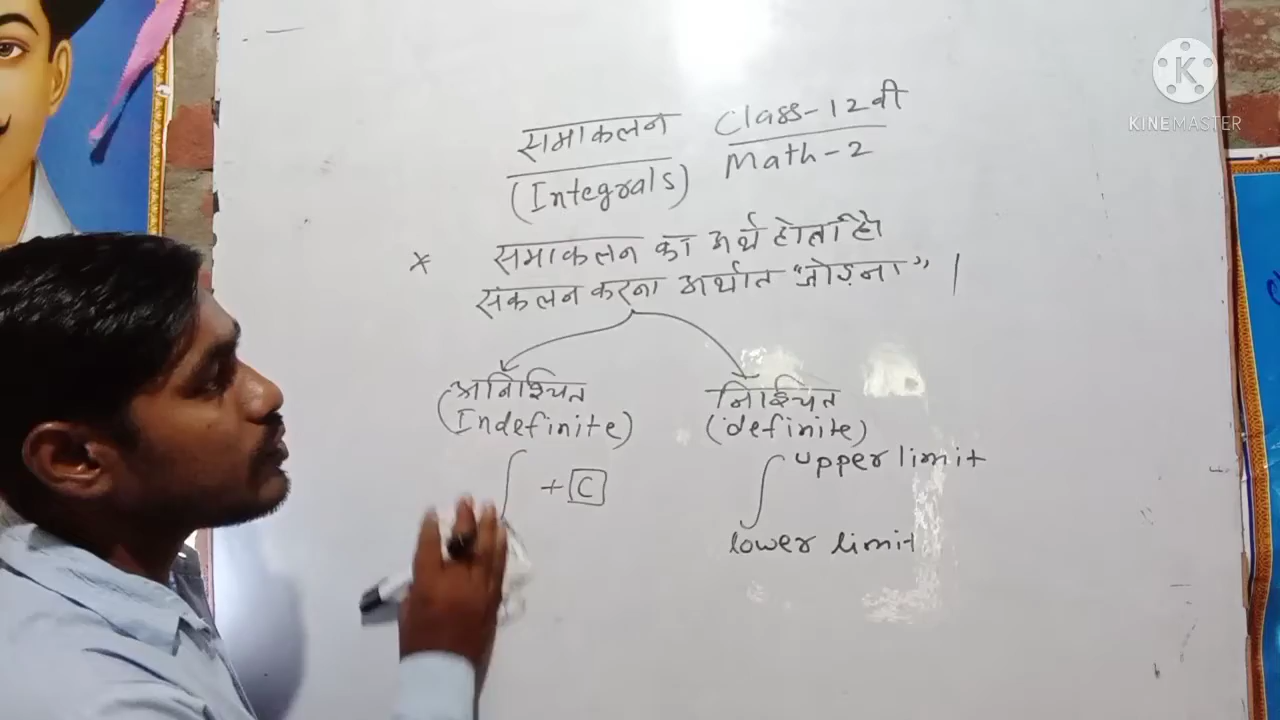 समाकलन
(Integrals)
Class-12वी
Math-2
* समाकलन का अर्थ होता है
संकलन करना अर्थात "जोड़ना" |
अनिश्चित
(Indefinite)
∫ + C
निश्चित
(definite)
∫ upper limit
lower limit
KINEMASTER